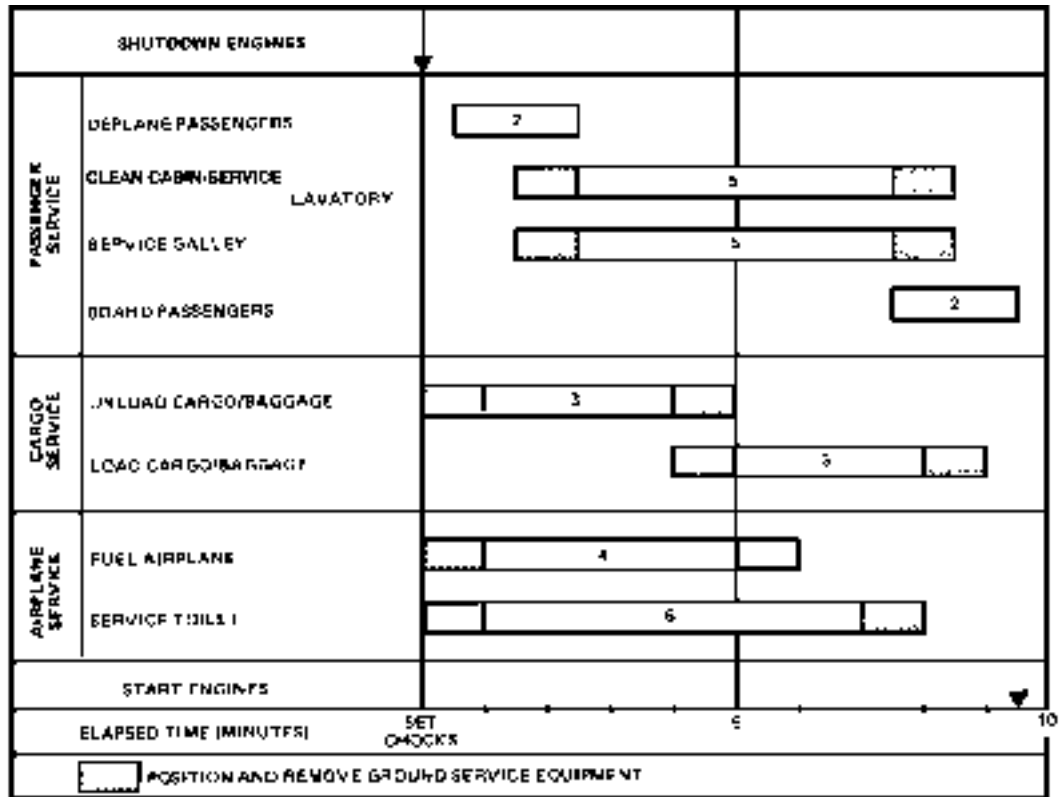 SHUTDOWN ENGINES
PASSENGER
SERVICE
DEPLANE PASSENGERS
2
CLEAN CABIN-SERVICE
LAVATORY
5
SERVICE GALLEY
5
BOARD PASSENGERS
2
CARGO
SERVICE
UNLOAD CARGO/BAGGAGE
3
LOAD CARGO/BAGGAGE
3
AIRPLANE
SERVICE
FUEL AIRPLANE
4
SERVICE TOILET
6
START ENGINES
ELAPSED TIME (MINUTES)
SET
CHOCKS
5
10
POSITION AND REMOVE GROUND SERVICE EQUIPMENT